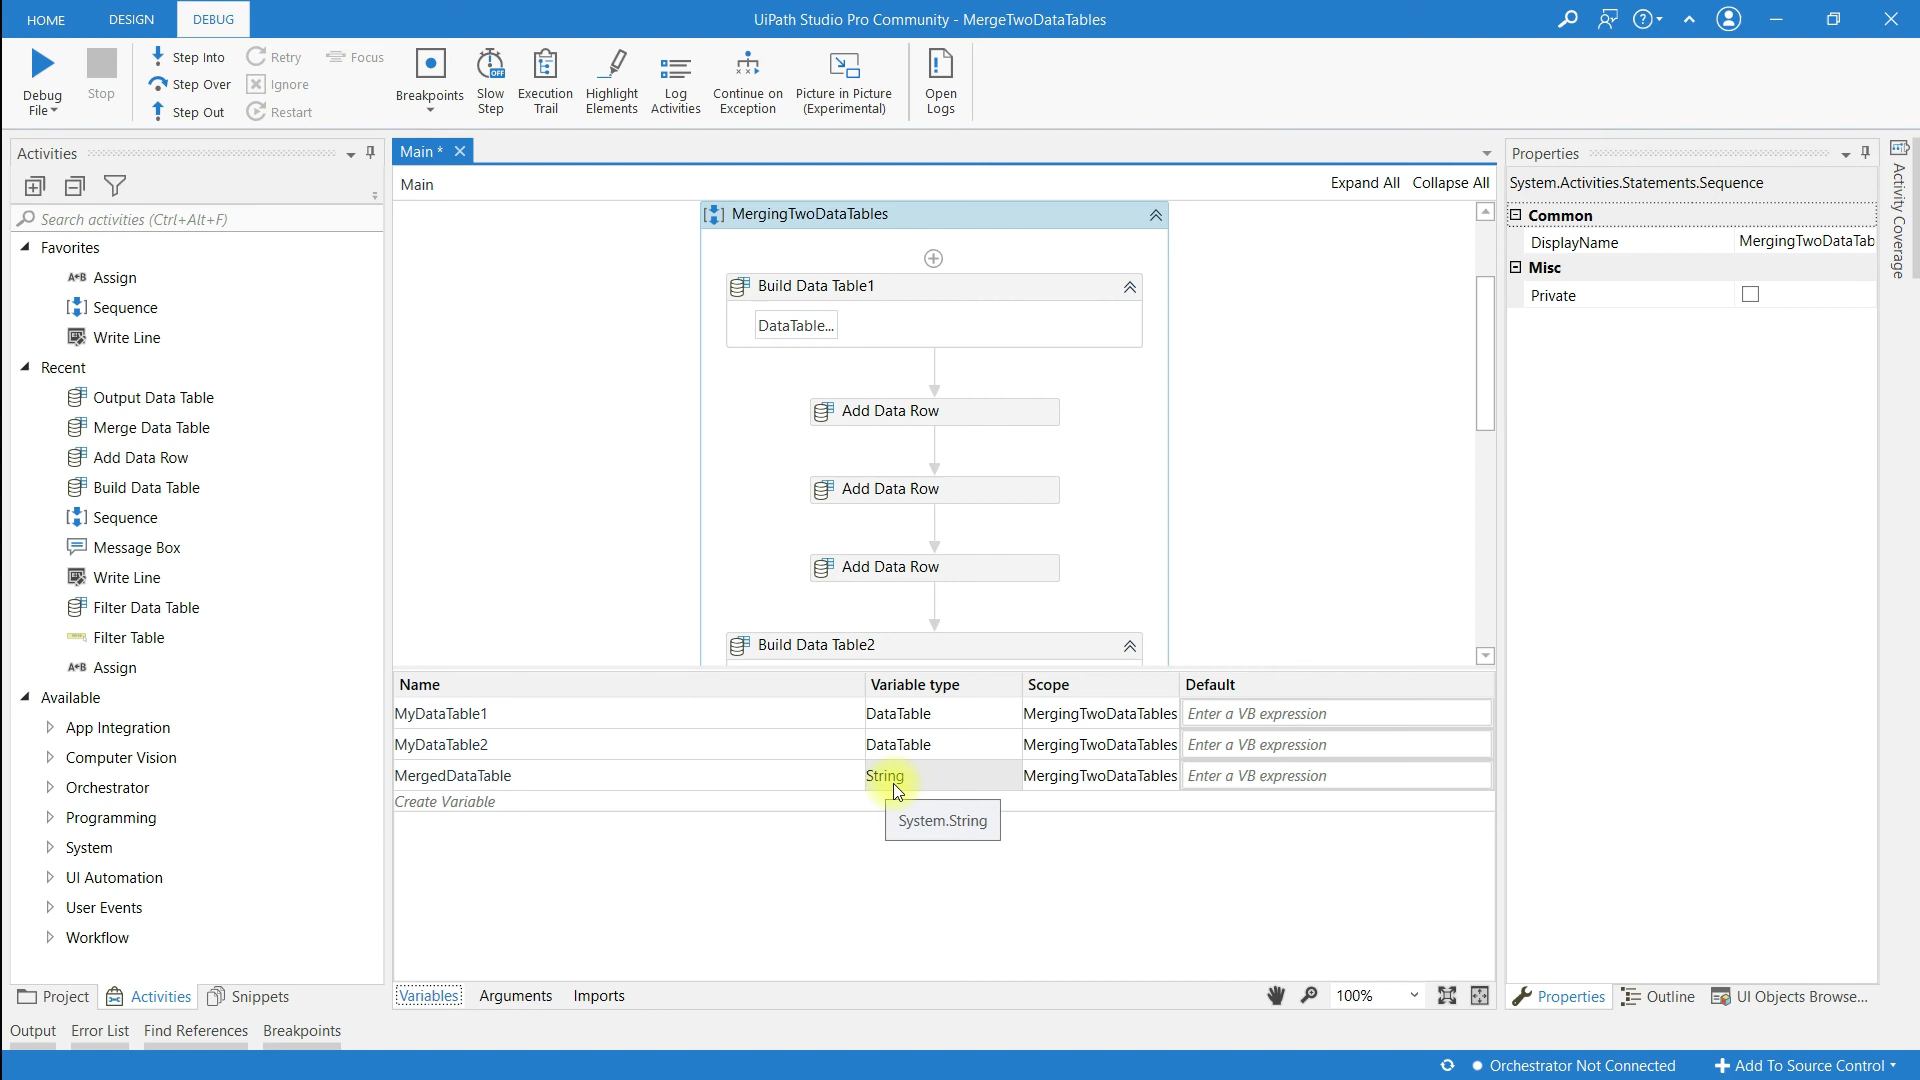 HOME DESIGN DEBUG
UiPath Studio Pro Community - MergeTwoDataTables
Debug File
Stop
Step Into
Step Over
Step Out
Retry
Ignore
Restart
Focus
Breakpoints
Slow Step
OFF
Execution Trail
Highlight Elements
Log Activities
Continue on Exception
Picture in Picture (Experimental)
Open Logs
Activities
Search activities (Ctrl+Alt+F)
Favorites
A+B Assign
Sequence
Write Line
Recent
Output Data Table
Merge Data Table
Add Data Row
Build Data Table
Sequence
Message Box
Write Line
Filter Data Table
Filter Table
A+B Assign
Available
App Integration
Computer Vision
Orchestrator
Programming
System
UI Automation
User Events
Workflow
Project Activities Snippets
Main *
Main
Expand All Collapse All
MergingTwoDataTables
Build Data Table1
DataTable...
Add Data Row
Add Data Row
Add Data Row
Build Data Table2
Name Variable type Scope Default
MyDataTable1 DataTable MergingTwoDataTables Enter a VB expression
MyDataTable2 DataTable MergingTwoDataTables Enter a VB expression
MergedDataTable String MergingTwoDataTables Enter a VB expression
Create Variable
System.String
Variables Arguments Imports
100%
Properties
System.Activities.Statements.Sequence
Common
DisplayName MergingTwoDataTab
Misc
Private
Activity Coverage
Properties Outline UI Objects Browse...
Output Error List Find References Breakpoints
Orchestrator Not Connected
Add To Source Control